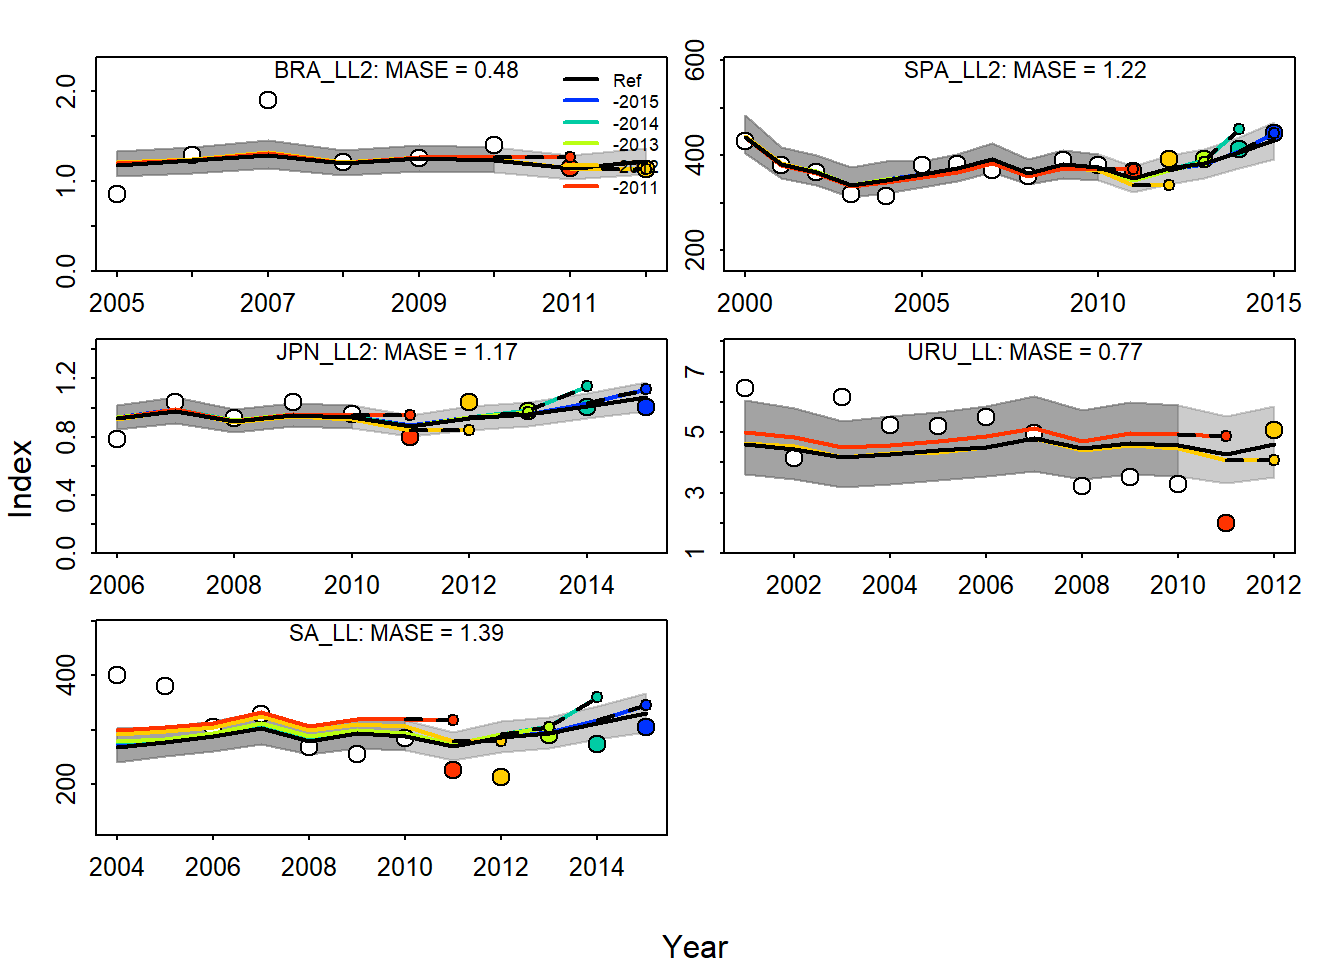 BRA_LL2: MASE = 0.48
Ref
-2015
-2014
-2013
-2011
0.0 1.0 2.0
2005 2007 2009 2011
SPA_LL2: MASE = 1.22
200 400 600
2000 2005 2010 2015
JPN_LL2: MASE = 1.17
0.0 0.4 0.8 1.2
2006 2008 2010 2012 2014
URU_LL: MASE = 0.77
1 3 5 7
2002 2004 2006 2008 2010 2012
SA_LL: MASE = 1.39
200 400
2004 2006 2008 2010 2012 2014
Index
Year